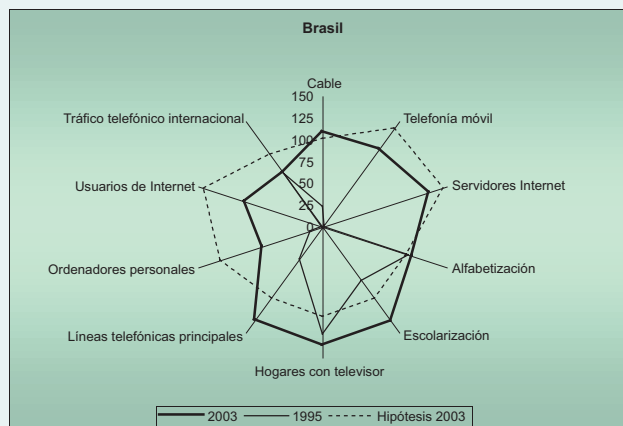 Brasil
Cable
150
125
100
75
50
25
0
Tráfico telefónico internacional
Telefonía móvil
Usuarios de Internet
Servidores Internet
Ordenadores personales
Alfabetización
Líneas telefónicas principales
Escolarización
Hogares con televisor
2003 1995 Hipótesis 2003